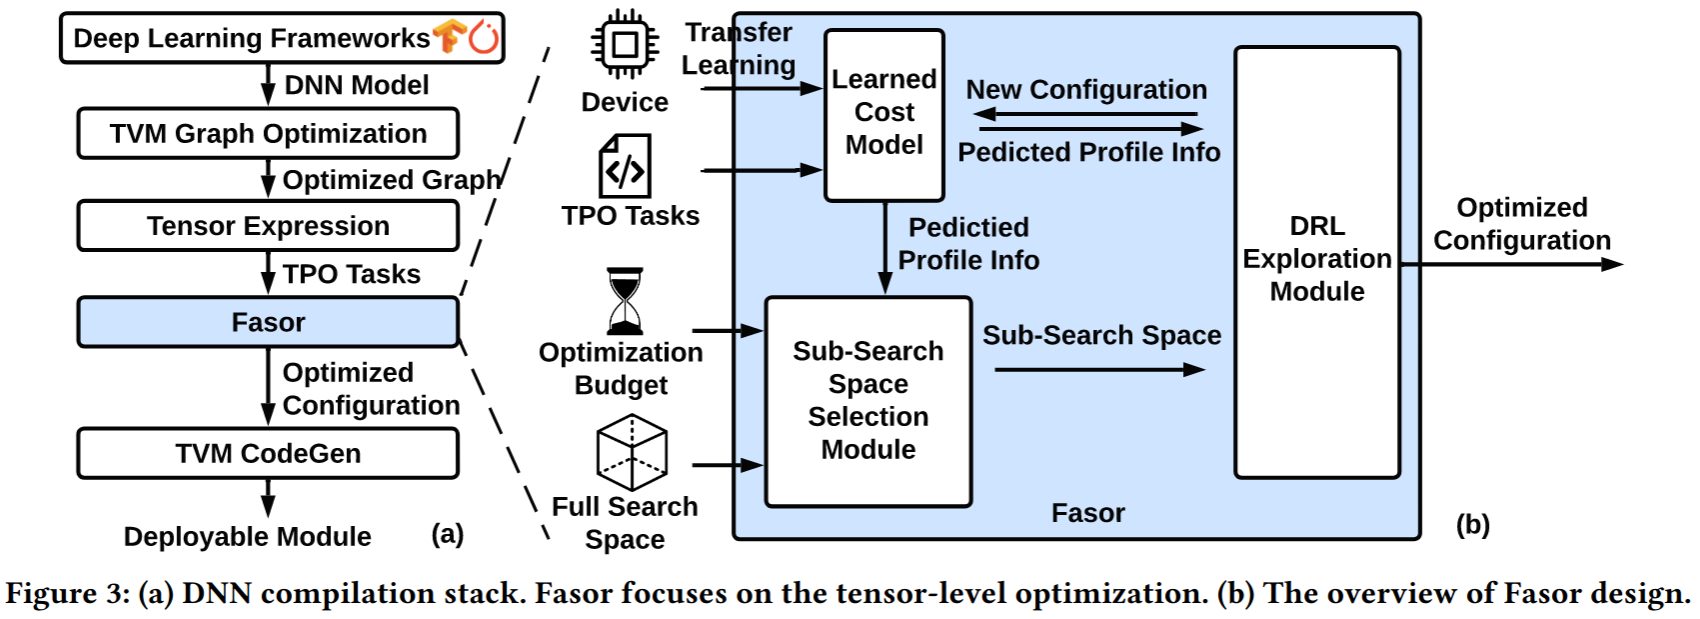 Deep Learning Frameworks
DNN Model
TVM Graph Optimization
Optimized Graph
Tensor Expression
TPO Tasks
Fasor
Optimized
Configuration
TVM CodeGen
Deployable Module
(a)
Device
TPO Tasks
Optimization
Budget
Full Search
Space
Transfer
Learning
Learned
Cost
Model
New Configuration
Pedicted Profile Info
Pedictied
Profile Info
Sub-Search
Space
Selection
Module
Sub-Search Space
DRL
Exploration
Module
Fasor
Optimized
Configuration
(b)
Figure 3: (a) DNN compilation stack. Fasor focuses on the tensor-level optimization. (b) The overview of Fasor design.